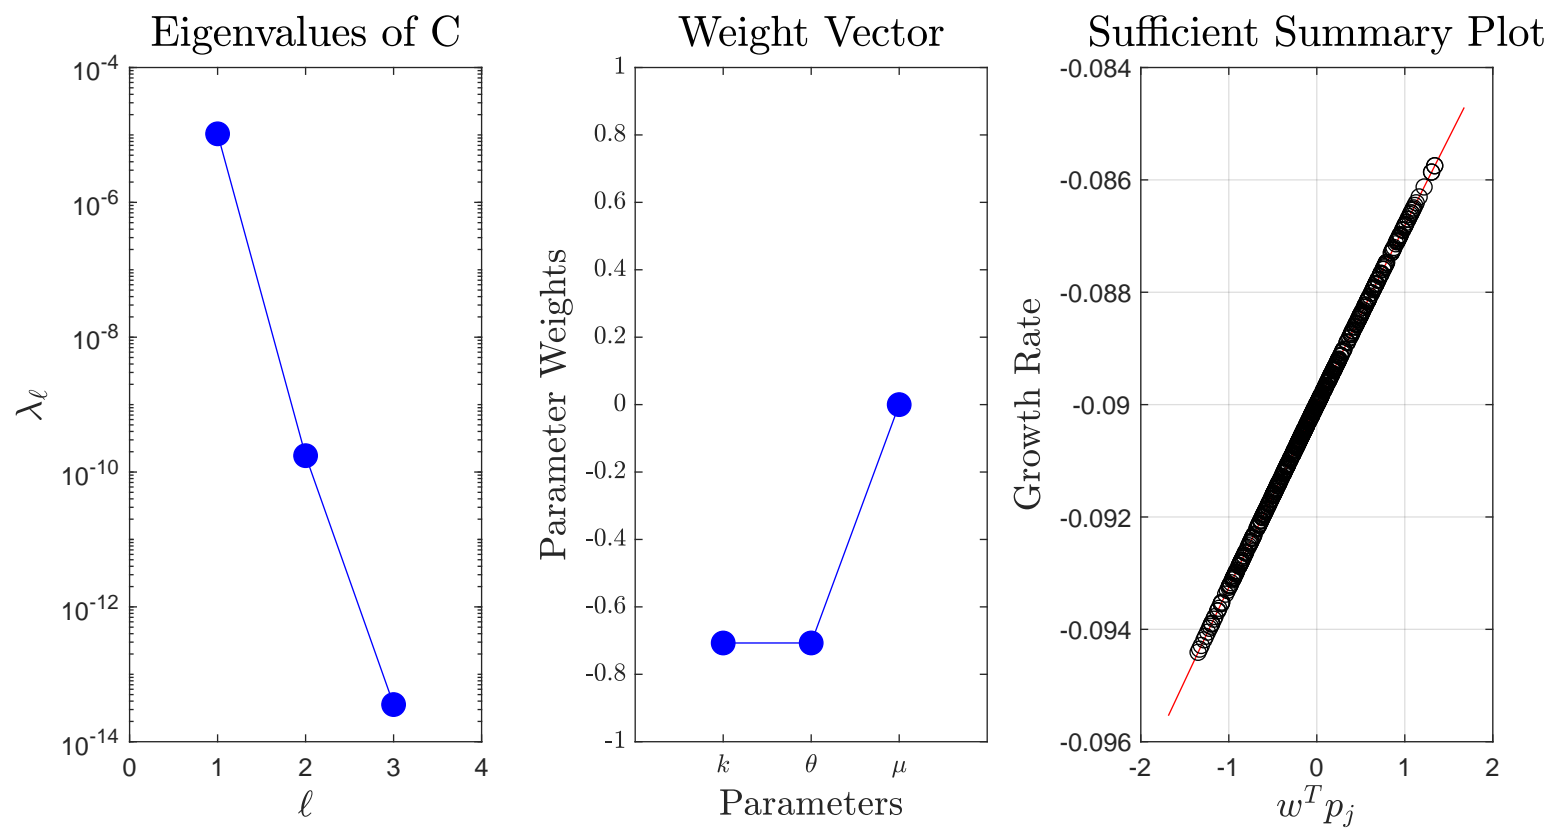 Eigenvalues of C
10^-4
10^-6
10^-8
10^-10
10^-12
10^-14
λ_ℓ
0 1 2 3 4
ℓ
Weight Vector
1
0.8
0.6
0.4
0.2
0
-0.2
-0.4
-0.6
-0.8
-1
Parameter Weights
k θ μ
Parameters
Sufficient Summary Plot
-0.084
-0.086
-0.088
-0.09
-0.092
-0.094
-0.096
Growth Rate
-2 -1 0 1 2
w^T p_j